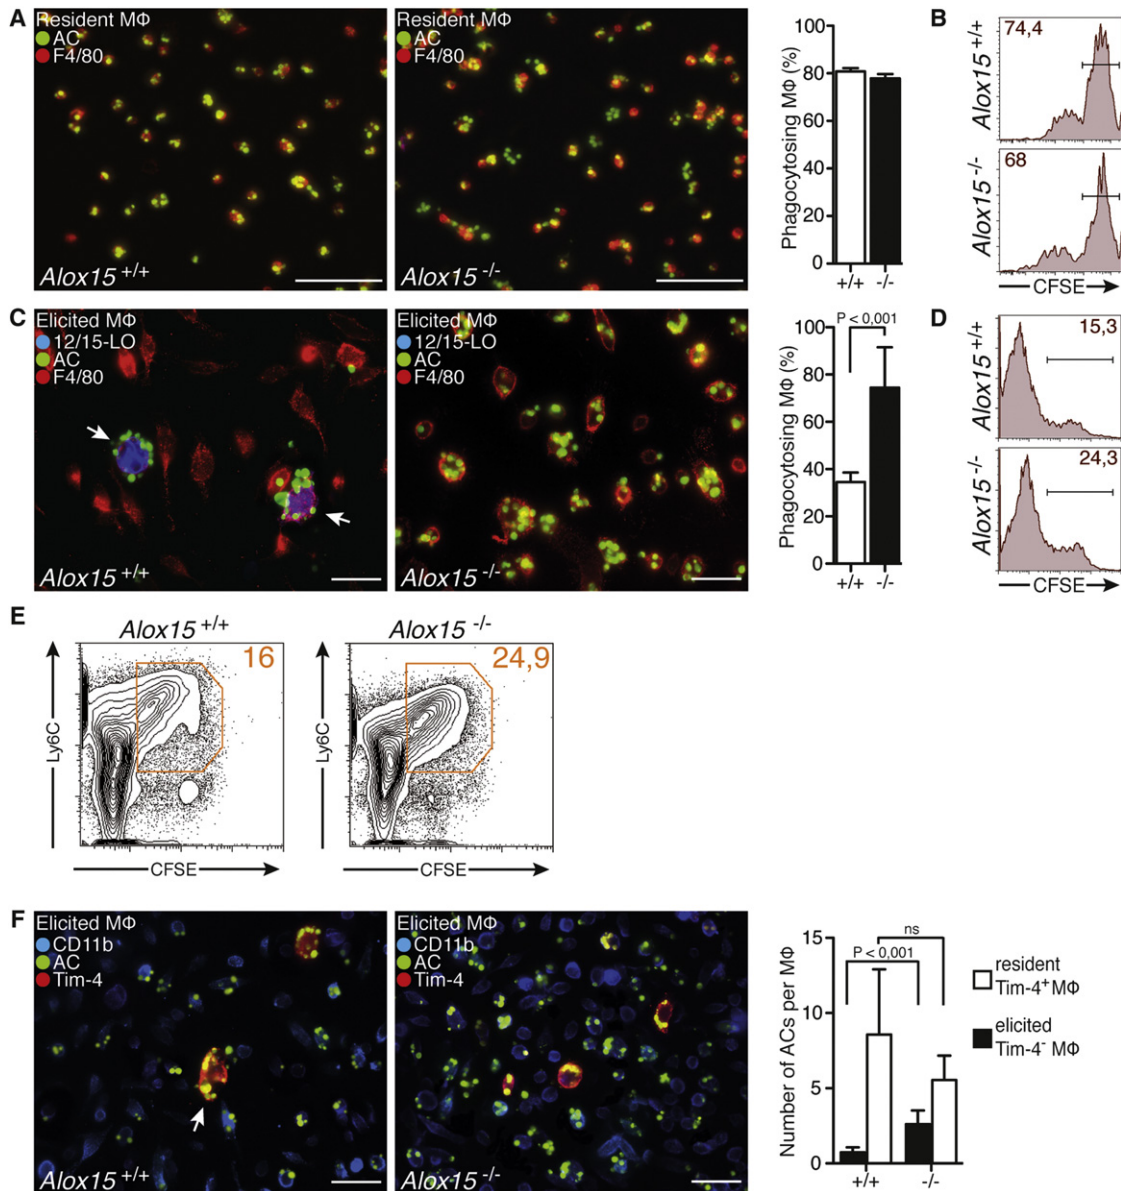 A
Resident MΦ
AC
F4/80
Alox15 +/+
Resident MΦ
AC
F4/80
Alox15 -/-
Phagocytosing MΦ (%)
100
80
60
40
20
0
+/+ -/-
B
Alox15 +/+
74,4
Alox15 -/-
68
CFSE
C
Elicited MΦ
12/15-LO
AC
F4/80
Alox15 +/+
Elicited MΦ
12/15-LO
AC
F4/80
Alox15 -/-
Phagocytosing MΦ (%)
P < 0,001
100
80
60
40
20
0
+/+ -/-
D
Alox15 +/+
15,3
Alox15 -/-
24,3
CFSE
E
Alox15 +/+
16
Ly6C
CFSE
Alox15 -/-
24,9
Ly6C
CFSE
F
Elicited MΦ
CD11b
AC
Tim-4
Alox15 +/+
Elicited MΦ
CD11b
AC
Tim-4
Alox15 -/-
Number of ACs per MΦ
ns
P < 0,001
15
10
5
0
+/+ -/-
resident
Tim-4+ MΦ
elicited
Tim-4- MΦ